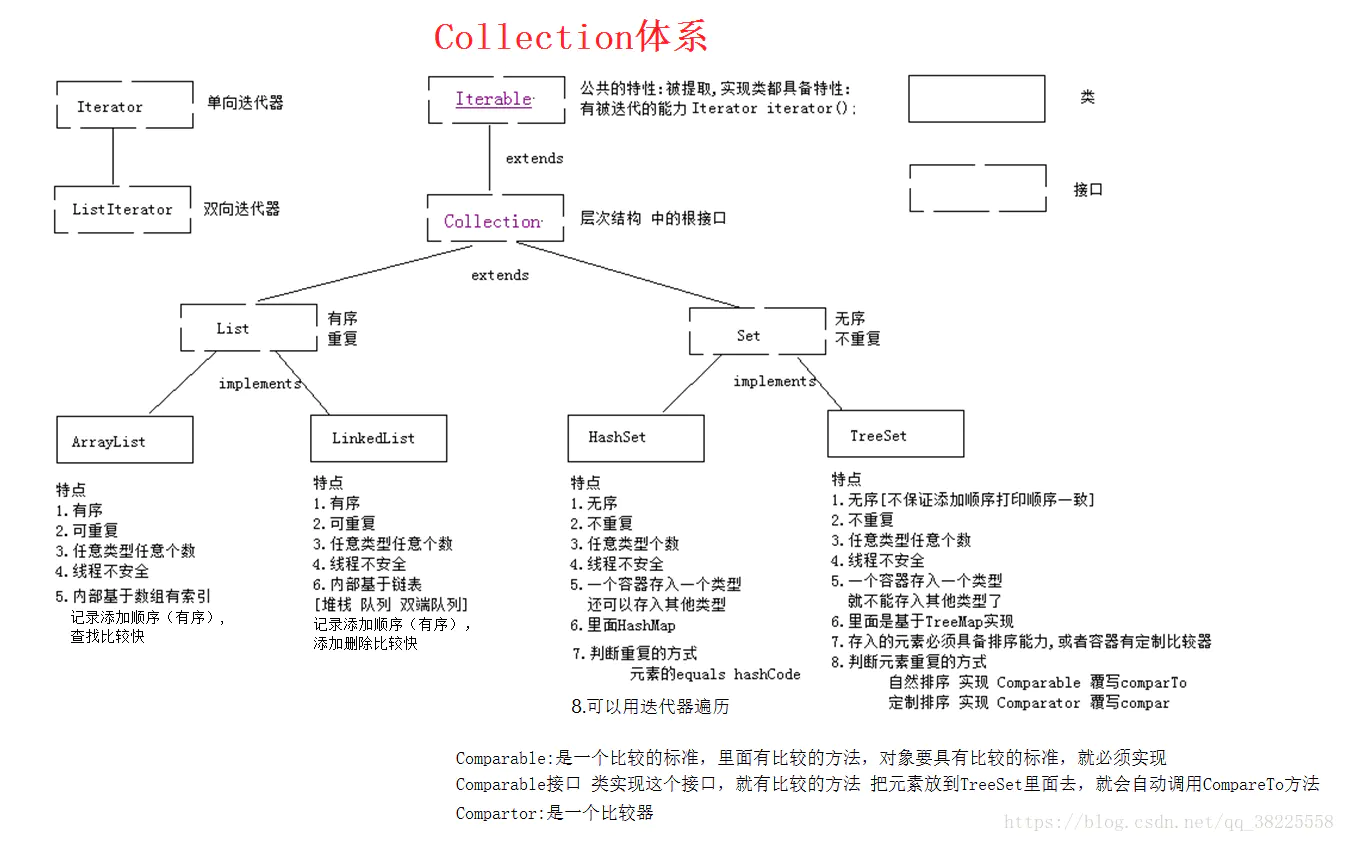 Collection体系
Iterator
单向迭代器
Iterable
公共的特性:被提取,实现类都具备特性:
有被迭代的能力 Iterator iterator();
类
extends
ListIterator
双向迭代器
Collection
层次结构 中的根接口
接口
extends
List
有序
重复
Set
无序
不重复
implements
implements
ArrayList
LinkedList
HashSet
TreeSet
特点
1.有序
2.可重复
3.任意类型任意个数
4.线程不安全
5.内部基于数组有索引
记录添加顺序（有序），
查找比较快
特点
1.有序
2.可重复
3.任意类型任意个数
4.线程不安全
6.内部基于链表
[堆栈 队列 双端队列]
记录添加顺序（有序），
添加删除比较快
特点
1.无序
2.不重复
3.任意类型个数
4.线程不安全
5.一个容器存入一个类型
还可以存入其他类型
6.里面HashMap
7.判断重复的方式
元素的equals hashCode
8.可以用迭代器遍历
特点
1.无序[不保证添加顺序打印顺序一致]
2.不重复
3.任意类型任意个数
4.线程不安全
5.一个容器存入一个类型
就不能存入其他类型了
6.里面是基于TreeMap实现
7.存入的元素必须具备排序能力,或者容器有定制比较器
8.判断元素重复的方式
自然排序 实现 Comparable 覆写comparTo
定制排序 实现 Comparator 覆写compar
Comparable:是一个比较的标准，里面有比较的方法，对象要具有比较的标准，就必须实现
Comparable接口 类实现这个接口，就有比较的方法 把元素放到TreeSet里面去，就会自动调用CompareTo方法
Compartor:是一个比较器
https://blog.csdn.net/qq_38225558